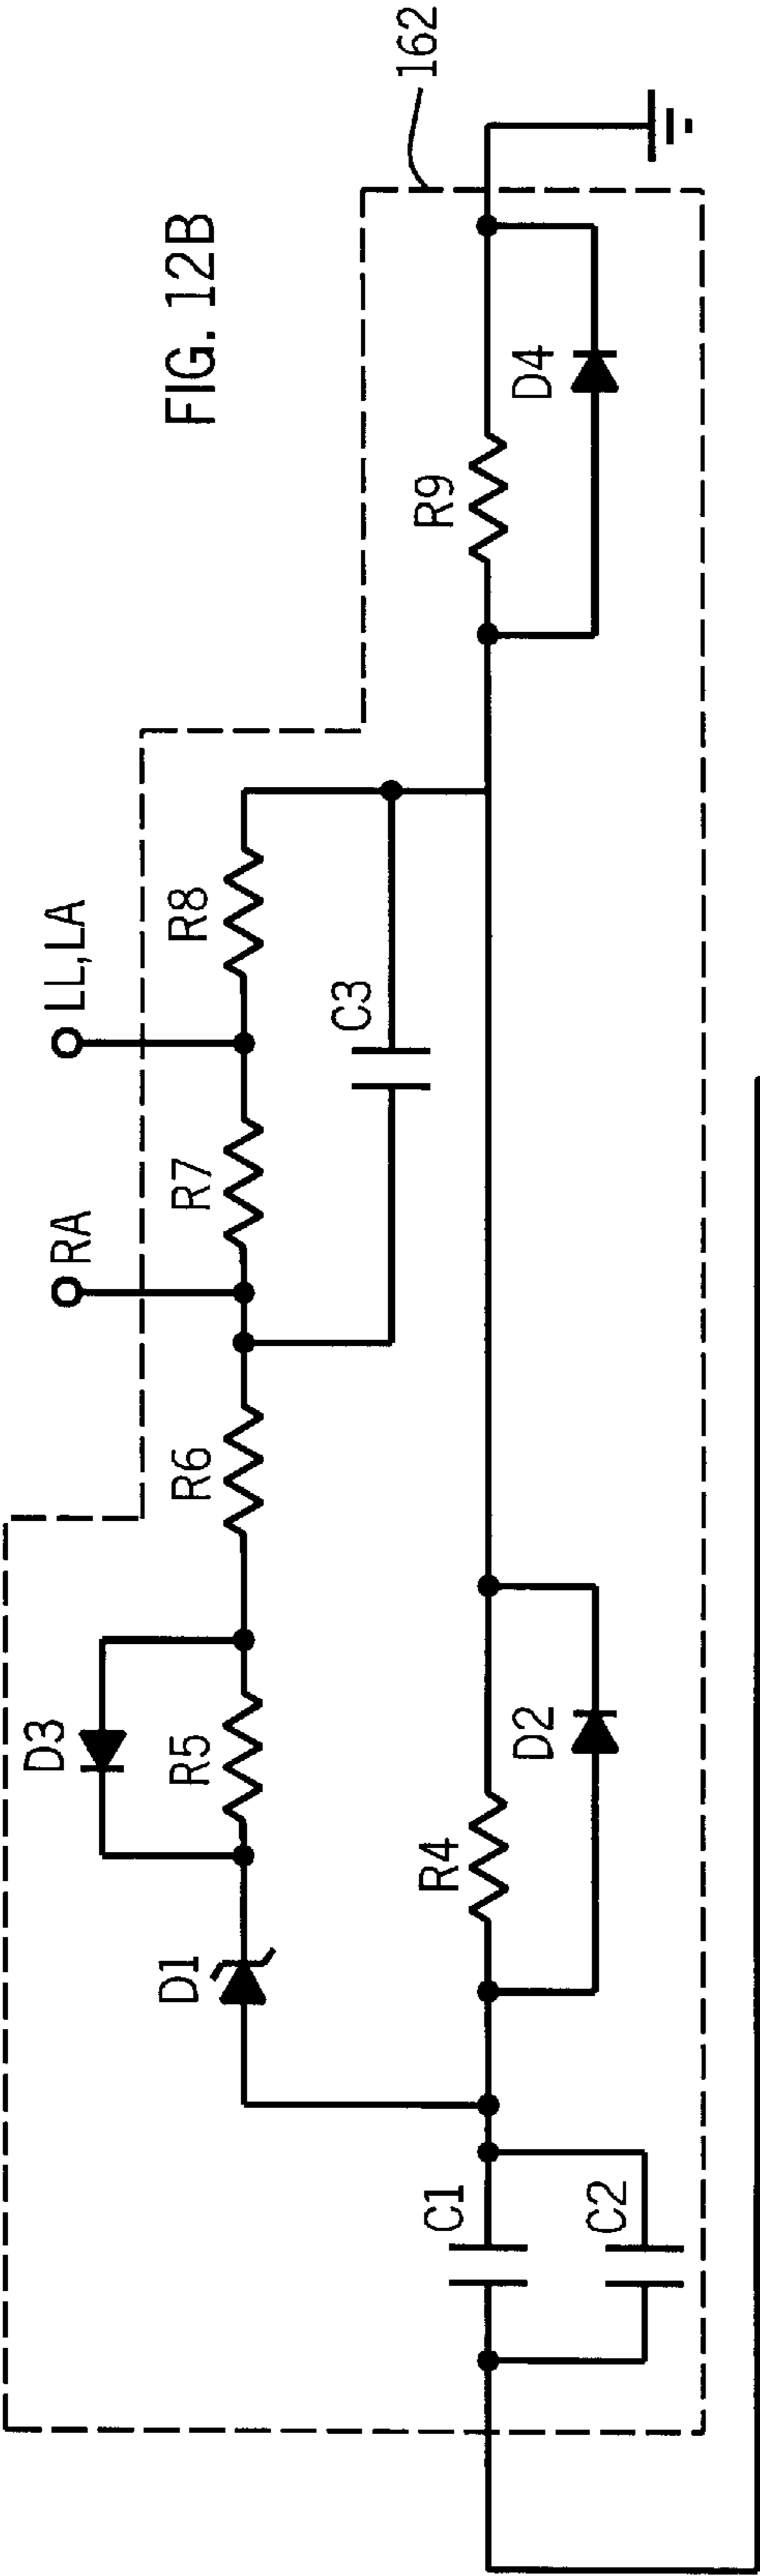 FIG. 12B
162
RA
LL,LA
D3
D1
R5
R6
R7
R8
C3
C1
C2
R4
D2
R9
D4